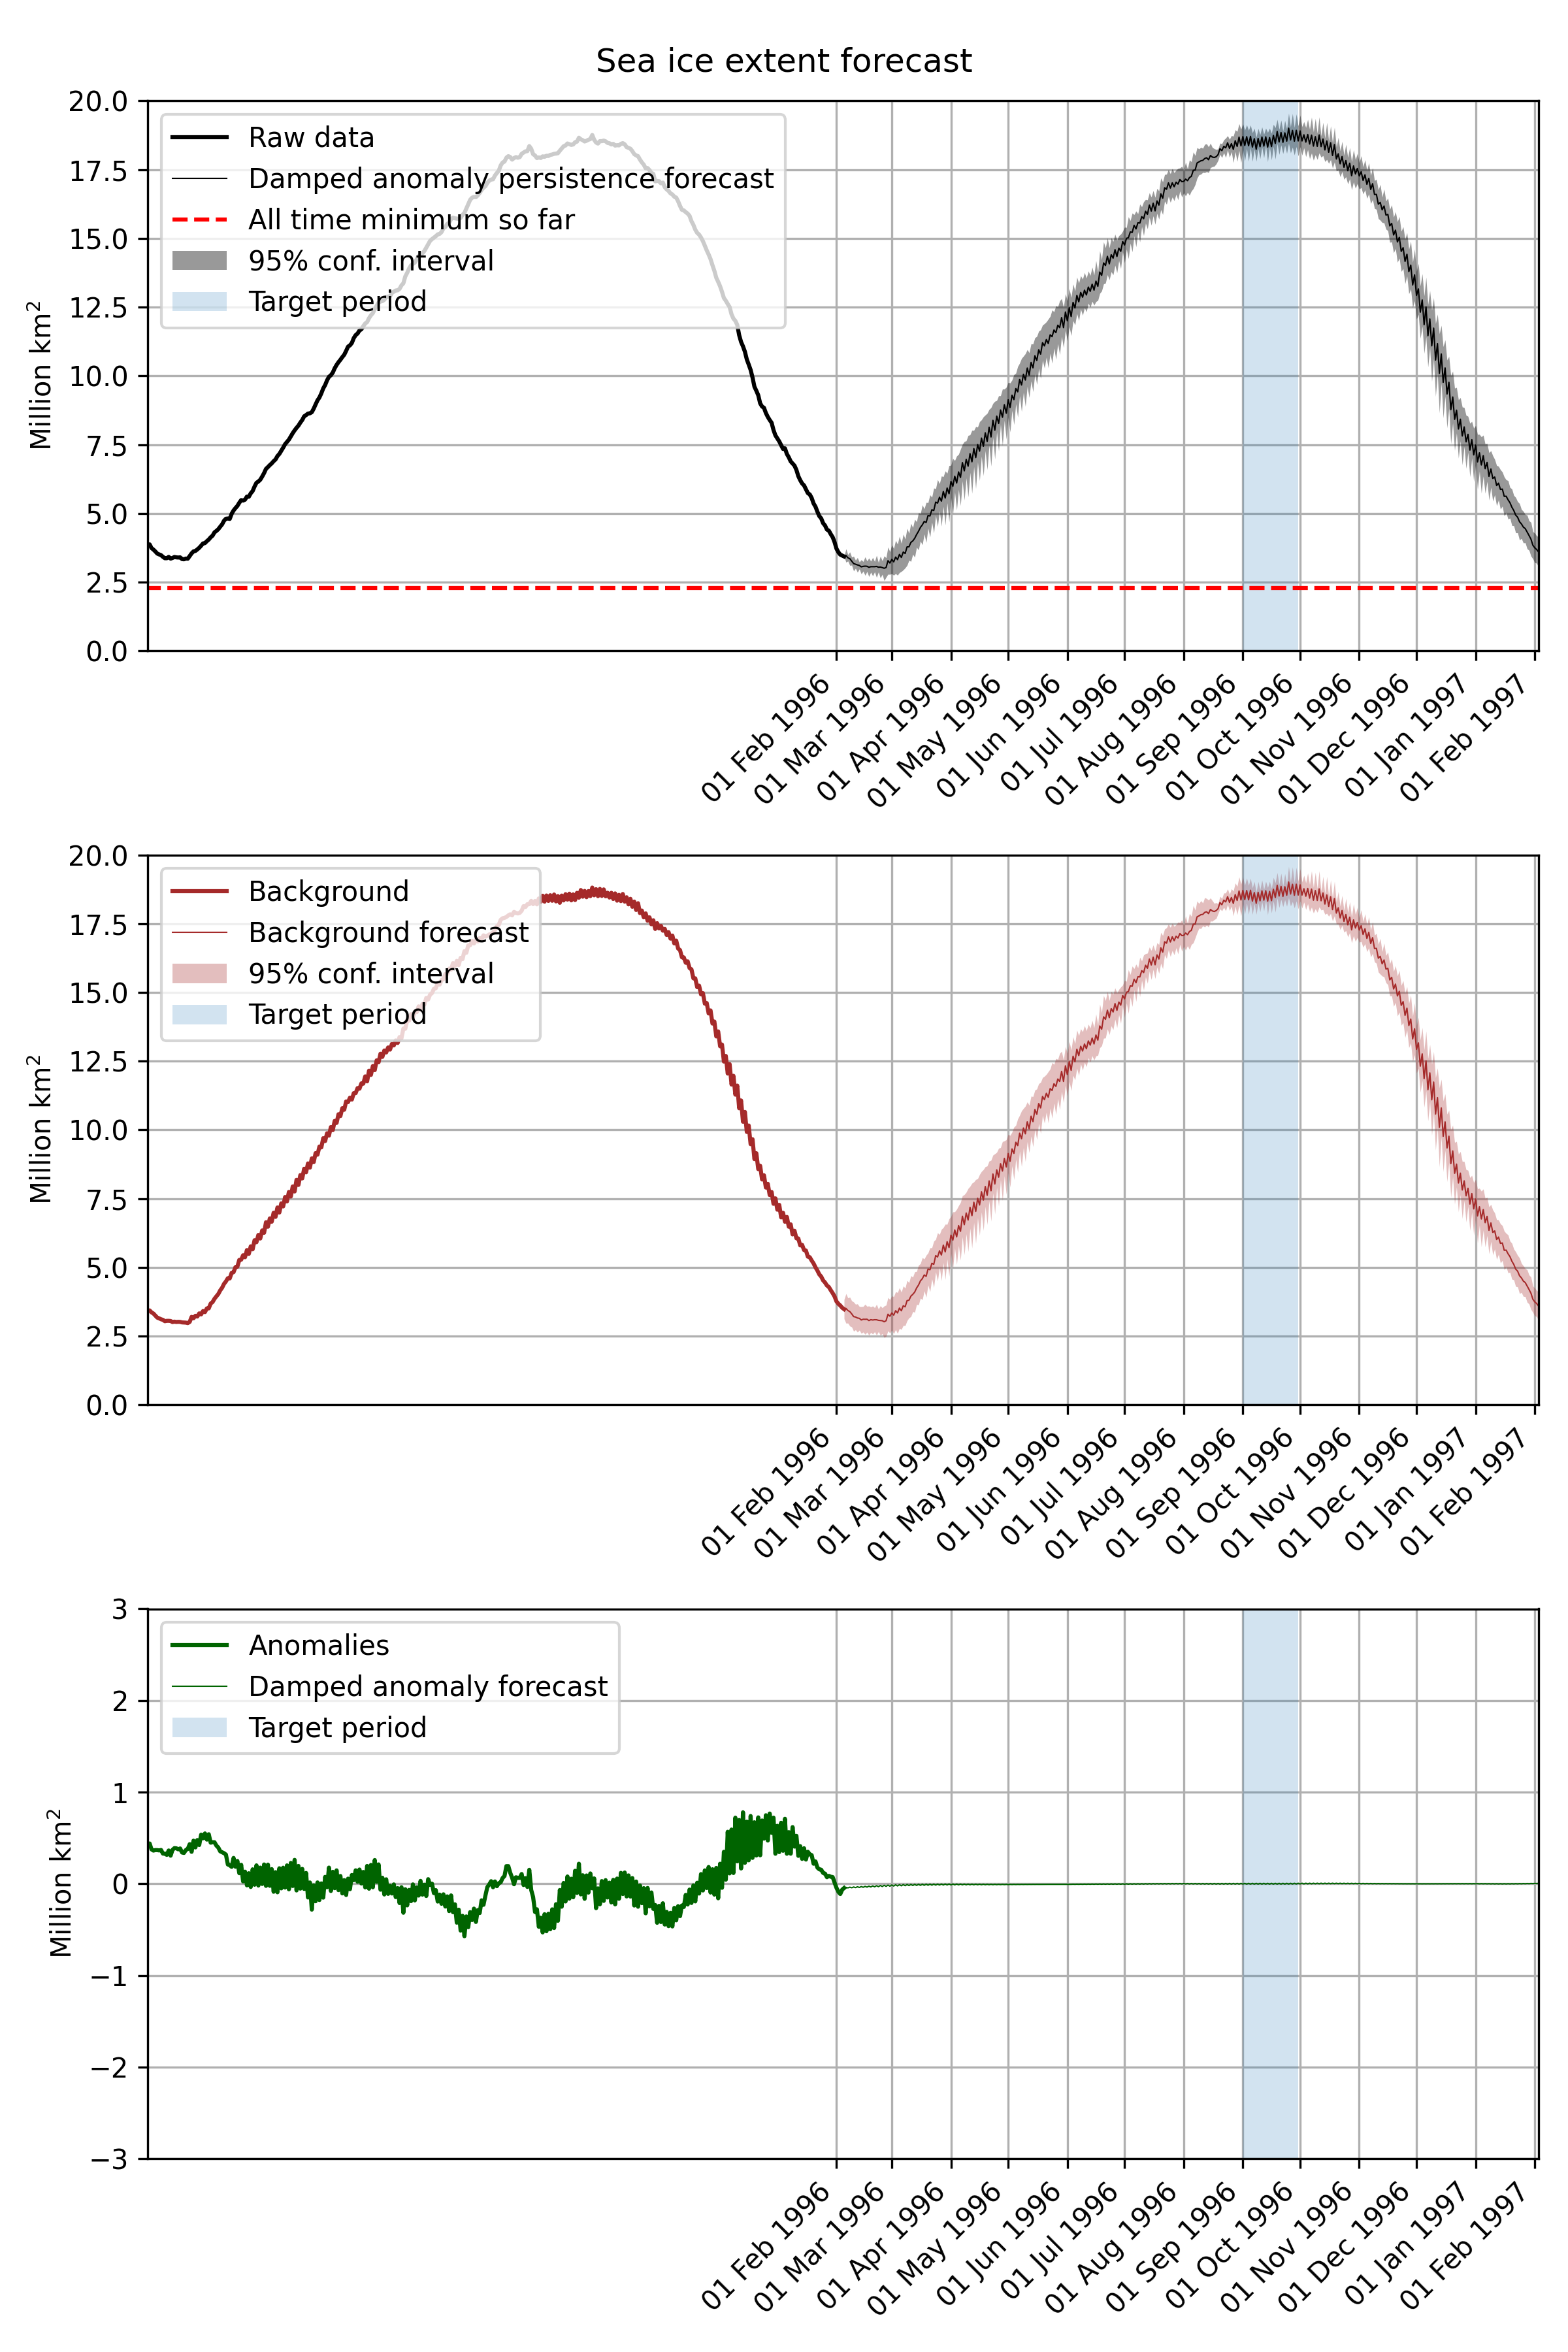 Sea ice extent forecast
20.0
17.5
15.0
12.5
10.0
7.5
5.0
2.5
0.0
Million km²
Raw data
Damped anomaly persistence forecast
All time minimum so far
95% conf. interval
Target period
01 Feb 1996
01 Mar 1996
01 Apr 1996
01 May 1996
01 Jun 1996
01 Jul 1996
01 Aug 1996
01 Sep 1996
01 Oct 1996
01 Nov 1996
01 Dec 1996
01 Jan 1997
01 Feb 1997
20.0
17.5
15.0
12.5
10.0
7.5
5.0
2.5
0.0
Million km²
Background
Background forecast
95% conf. interval
Target period
01 Feb 1996
01 Mar 1996
01 Apr 1996
01 May 1996
01 Jun 1996
01 Jul 1996
01 Aug 1996
01 Sep 1996
01 Oct 1996
01 Nov 1996
01 Dec 1996
01 Jan 1997
01 Feb 1997
3
2
1
0
−1
−2
−3
Million km²
Anomalies
Damped anomaly forecast
Target period
01 Feb 1996
01 Mar 1996
01 Apr 1996
01 May 1996
01 Jun 1996
01 Jul 1996
01 Aug 1996
01 Sep 1996
01 Oct 1996
01 Nov 1996
01 Dec 1996
01 Jan 1997
01 Feb 1997